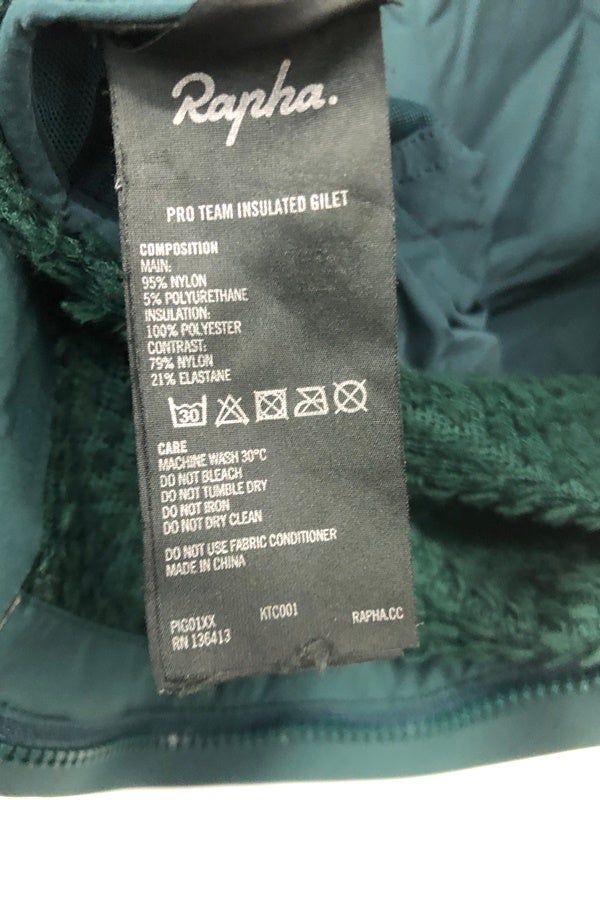 Rapha.
PRO TEAM INSULATED GILET
COMPOSITION
MAIN:
95% NYLON
5% POLYURETHANE
INSULATION:
100% POLYESTER
CONTRAST:
79% NYLON
21% ELASTANE
30
CARE
MACHINE WASH 30°C
DO NOT BLEACH
DO NOT TUMBLE DRY
DO NOT IRON
DO NOT DRY CLEAN
DO NOT USE FABRIC CONDITIONER
MADE IN CHINA
PIG01XX KTC001 RAPHA.CC
RN 136413